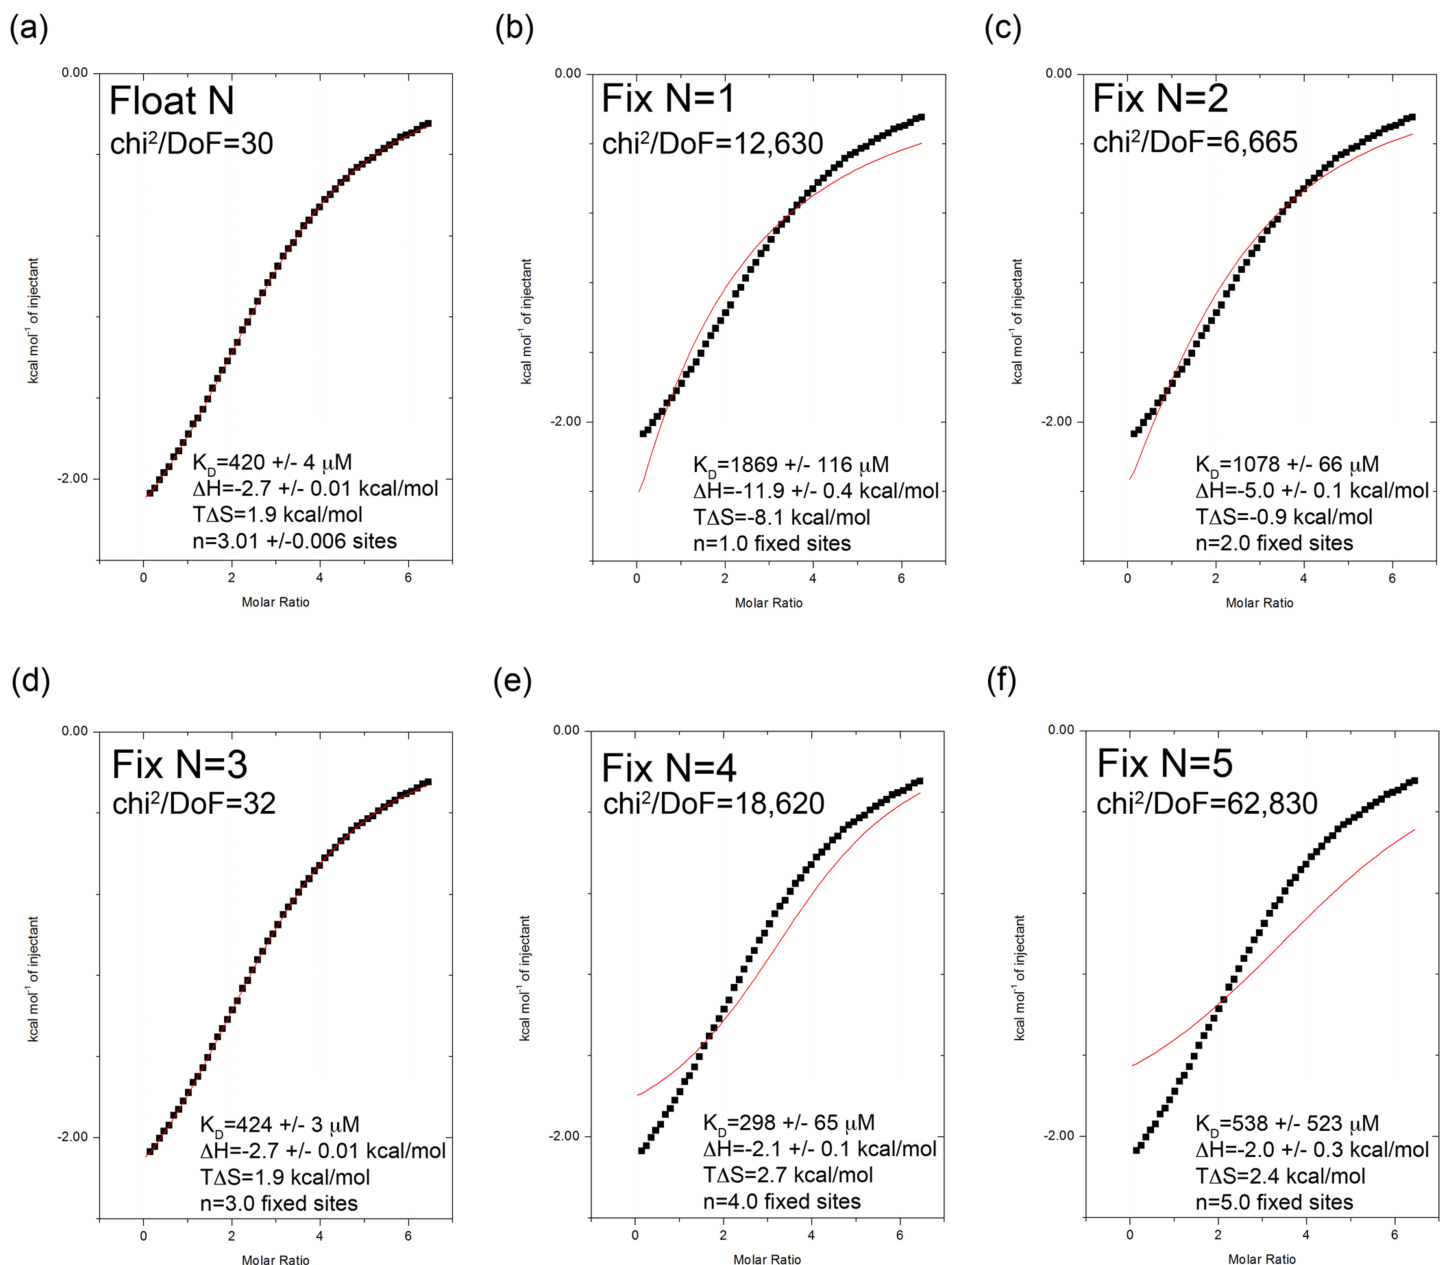 (a)
0.00
Float N
chi²/DoF=30
kcal mol⁻¹ of injectant
-2.00
K_D=420 +/- 4 μM
ΔH=-2.7 +/- 0.01 kcal/mol
TΔS=1.9 kcal/mol
n=3.01 +/-0.006 sites
0 2 4 6
Molar Ratio
(b)
0.00
Fix N=1
chi²/DoF=12,630
kcal mol⁻¹ of injectant
-2.00
K_D=1869 +/- 116 μM
ΔH=-11.9 +/- 0.4 kcal/mol
TΔS=-8.1 kcal/mol
n=1.0 fixed sites
0 2 4 6
Molar Ratio
(c)
0.00
Fix N=2
chi²/DoF=6,665
kcal mol⁻¹ of injectant
-2.00
K_D=1078 +/- 66 μM
ΔH=-5.0 +/- 0.1 kcal/mol
TΔS=-0.9 kcal/mol
n=2.0 fixed sites
0 2 4 6
Molar Ratio
(d)
0.00
Fix N=3
chi²/DoF=32
kcal mol⁻¹ of injectant
-2.00
K_D=424 +/- 3 μM
ΔH=-2.7 +/- 0.01 kcal/mol
TΔS=1.9 kcal/mol
n=3.0 fixed sites
0 2 4 6
Molar Ratio
(e)
0.00
Fix N=4
chi²/DoF=18,620
kcal mol⁻¹ of injectant
-2.00
K_D=298 +/- 65 μM
ΔH=-2.1 +/- 0.1 kcal/mol
TΔS=2.7 kcal/mol
n=4.0 fixed sites
0 2 4 6
Molar Ratio
(f)
0.00
Fix N=5
chi²/DoF=62,830
kcal mol⁻¹ of injectant
-2.00
K_D=538 +/- 523 μM
ΔH=-2.0 +/- 0.3 kcal/mol
TΔS=2.4 kcal/mol
n=5.0 fixed sites
0 2 4 6
Molar Ratio